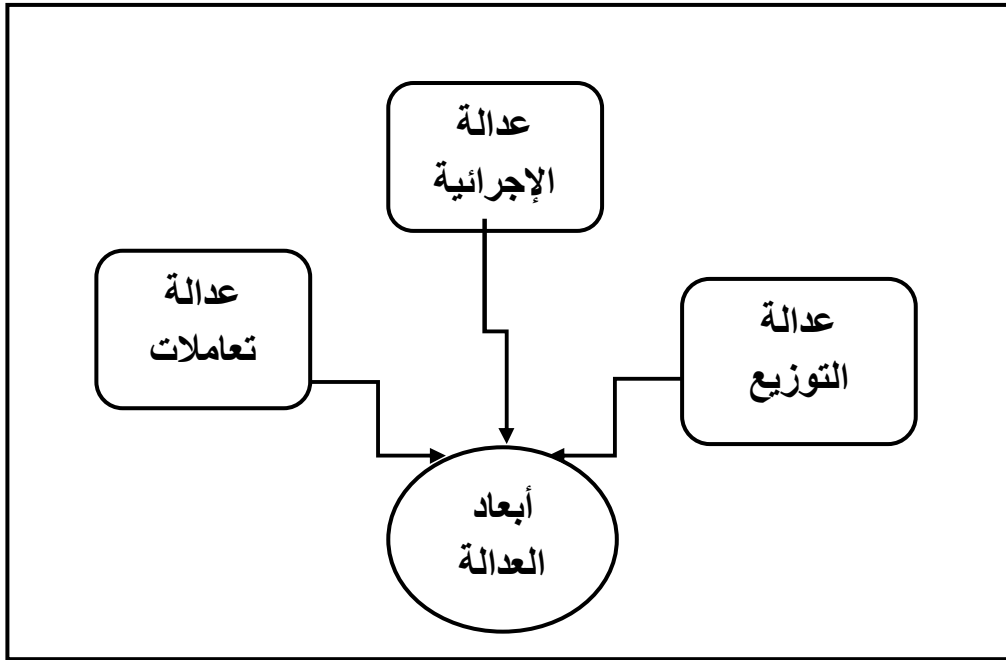 عدالة
الإجرائية
عدالة
التوزيع
عدالة
تعاملات
أبعاد
العدالة